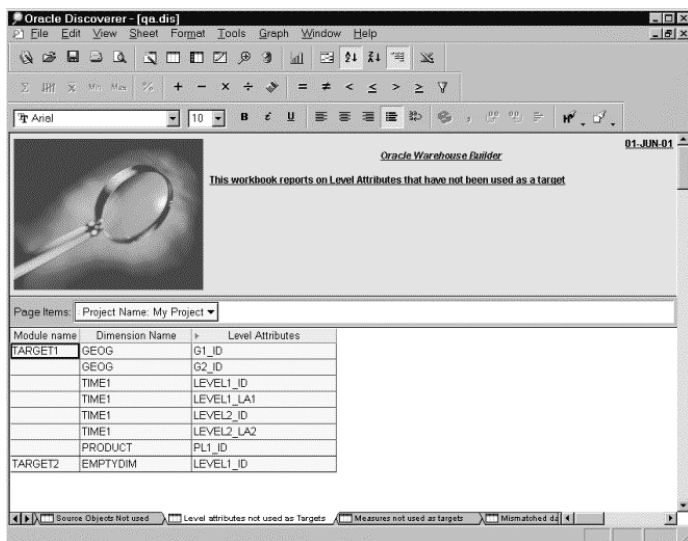 Oracle Discoverer - [qa.dis]
File Edit View Sheet Format Tools Graph Window Help
Σ x̄ Min Max % + − × ÷ = ≠ < ≤ > ≥
Arial 10 B i U
01-JUN-01
Oracle Warehouse Builder
This workbook reports on Level Attributes that have not been used as a target
Page Items: Project Name: My Project
Module name Dimension Name Level Attributes
TARGET1 GEOG G1_ID
GEOG G2_ID
TIME1 LEVEL1_ID
TIME1 LEVEL1_LA1
TIME1 LEVEL2_ID
TIME1 LEVEL2_LA2
PRODUCT PL1_ID
TARGET2 EMPTYDIM LEVEL1_ID
Source Objects Not used Level attributes not used as Targets Measures not used as targets Mismatched da